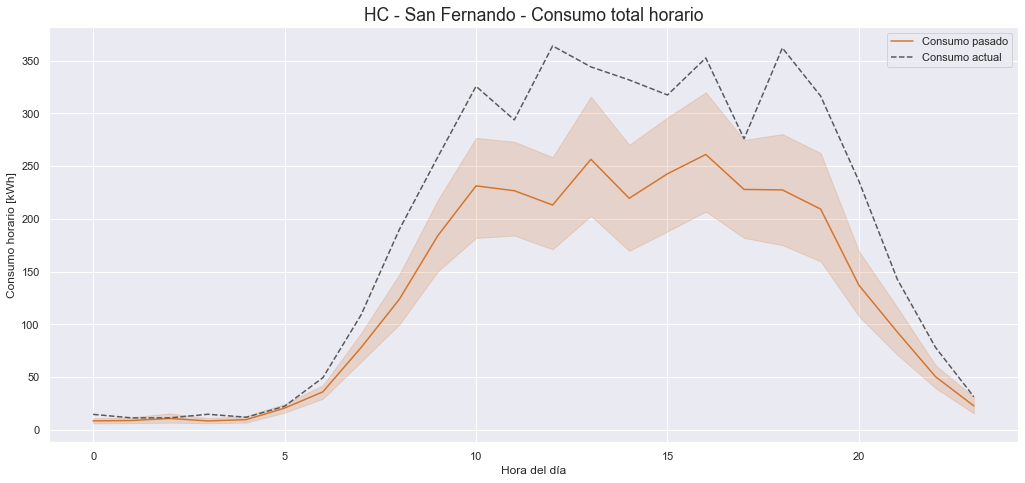 HC - San Fernando - Consumo total horario
Consumo pasado
Consumo actual
Consumo horario [kWh]
350
300
250
200
150
100
50
0
0 5 10 15 20
Hora del día